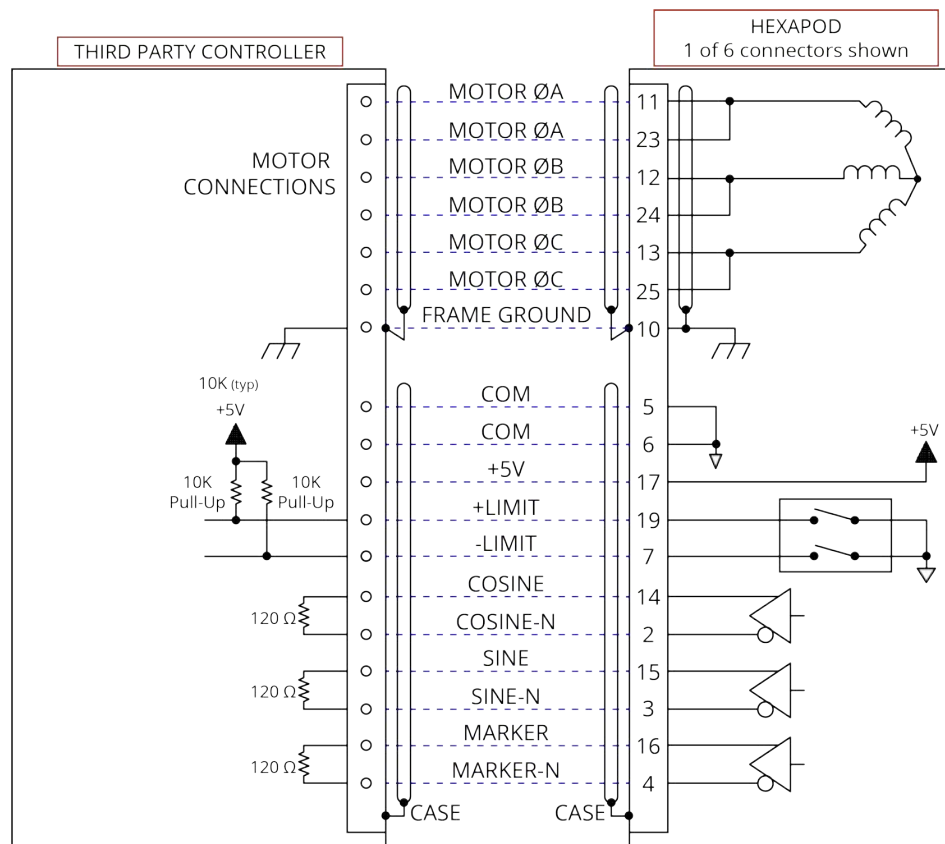 THIRD PARTY CONTROLLER
HEXAPOD
1 of 6 connectors shown
MOTOR
CONNECTIONS
MOTOR ØA
11
MOTOR ØA
23
MOTOR ØB
12
MOTOR ØB
24
MOTOR ØC
13
MOTOR ØC
25
FRAME GROUND
10
10K (typ)
+5V
10K
Pull-Up
10K
Pull-Up
COM
5
COM
6
+5V
17
+5V
+LIMIT
19
-LIMIT
7
COSINE
14
120 Ω
COSINE-N
2
SINE
15
120 Ω
SINE-N
3
MARKER
16
120 Ω
MARKER-N
4
CASE
CASE